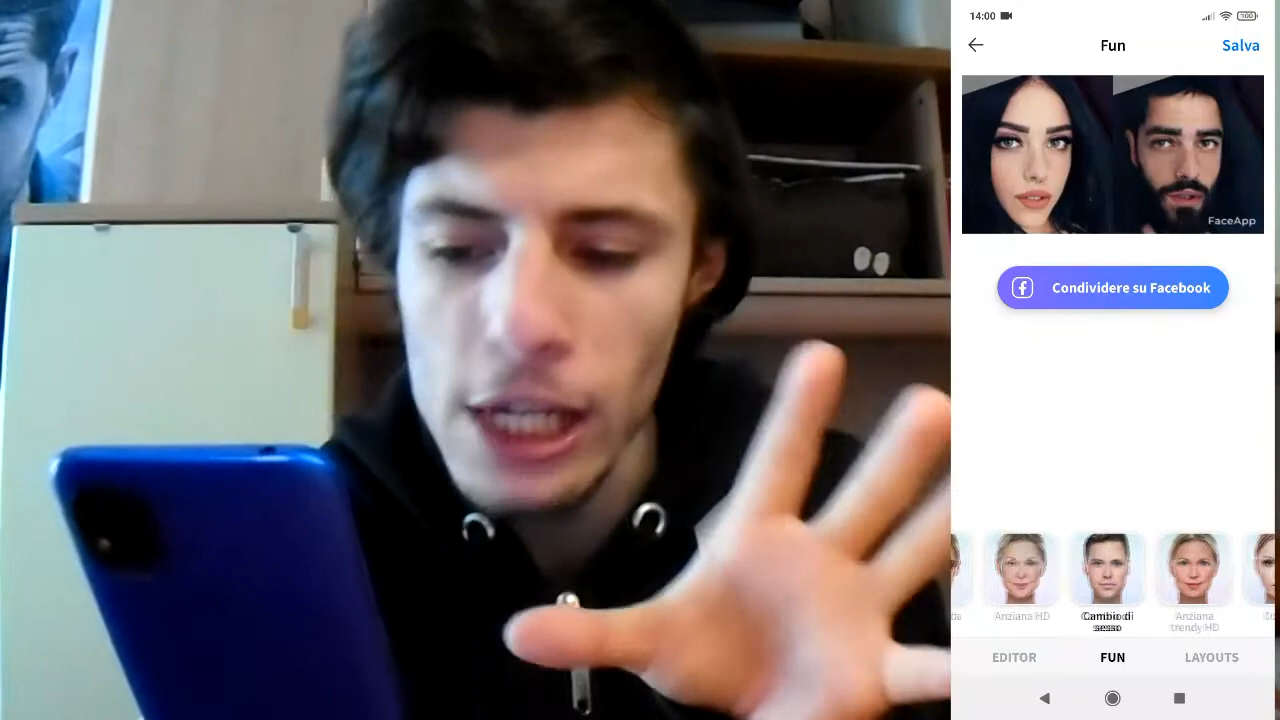 14:00
Fun
Salva
FaceApp
Condividere su Facebook
Anziana HD
Cambio di
sesso
Anziana
trendy HD
EDITOR
FUN
LAYOUTS